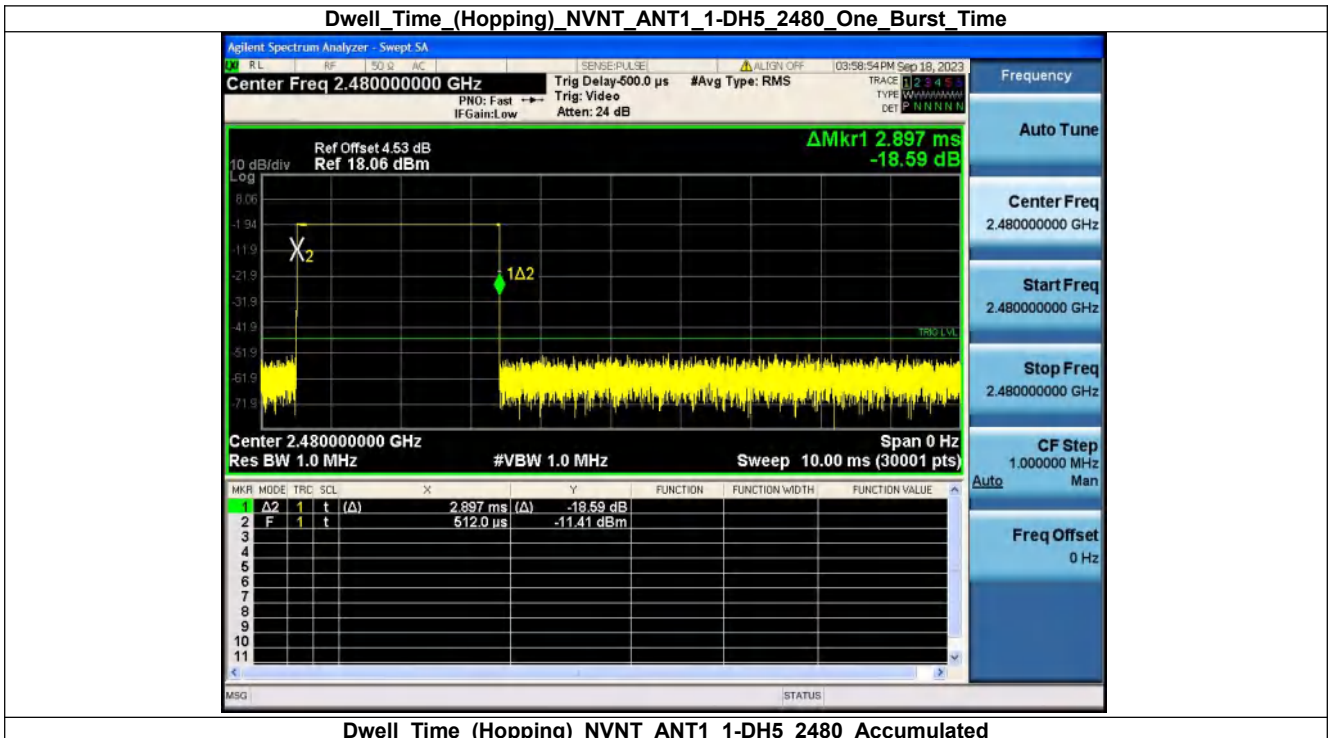 Dwell_Time_(Hopping)_NVNT_ANT1_1-DH5_2480_One_Burst_Time
Agilent Spectrum Analyzer - Swept SA
RL RF 50 Ω AC SENSE:PULSE ALIGN OFF 03:58:54 PM Sep 18, 2023
Center Freq 2.480000000 GHz
Trig Delay-500.0 µs #Avg Type: RMS
TRACE 1 2 3 4 5 6
PNO: Fast Trig: Video
TYPE WWWWWW
IFGain:Low Atten: 24 dB
DET P N N N N N
Frequency
Auto Tune
Center Freq
2.480000000 GHz
Start Freq
2.480000000 GHz
Stop Freq
2.480000000 GHz
CF Step
1.000000 MHz
Auto Man
Freq Offset
0 Hz
ΔMkr1 2.897 ms
-18.59 dB
Ref Offset 4.53 dB
10 dB/div Ref 18.06 dBm
Log
8.06
-1.94
-11.9
-21.9
-31.9
-41.9
-51.9
-61.9
-71.9
X2
1Δ2
TRIG LVL
Center 2.480000000 GHz Span 0 Hz
Res BW 1.0 MHz #VBW 1.0 MHz Sweep 10.00 ms (30001 pts)
MKR MODE TRC SCL X Y FUNCTION FUNCTION WIDTH FUNCTION VALUE
1 Δ2 1 t (Δ) 2.897 ms (Δ) -18.59 dB
2 F 1 t 512.0 µs -11.41 dBm
3
4
5
6
7
8
9
10
11
MSG STATUS
Dwell_Time_(Hopping)_NVNT_ANT1_1-DH5_2480_Accumulated